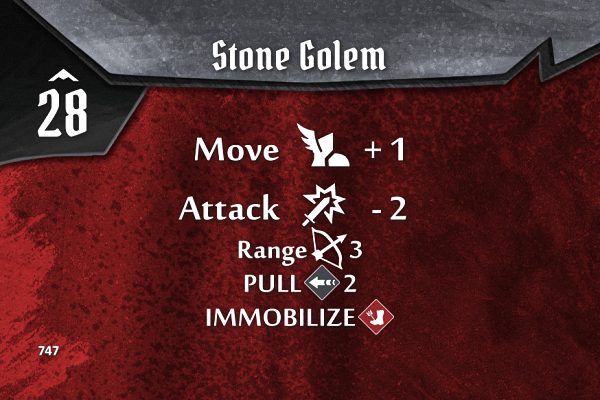 Stone Golem
28
Move + 1
Attack - 2
Range 3
PULL 2
IMMOBILIZE
747